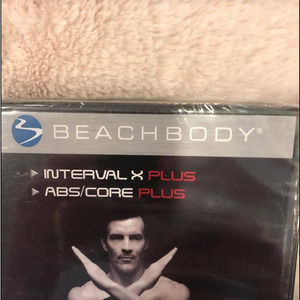 BEACHBODY®
INTERVAL X PLUS
ABS/CORE PLUS